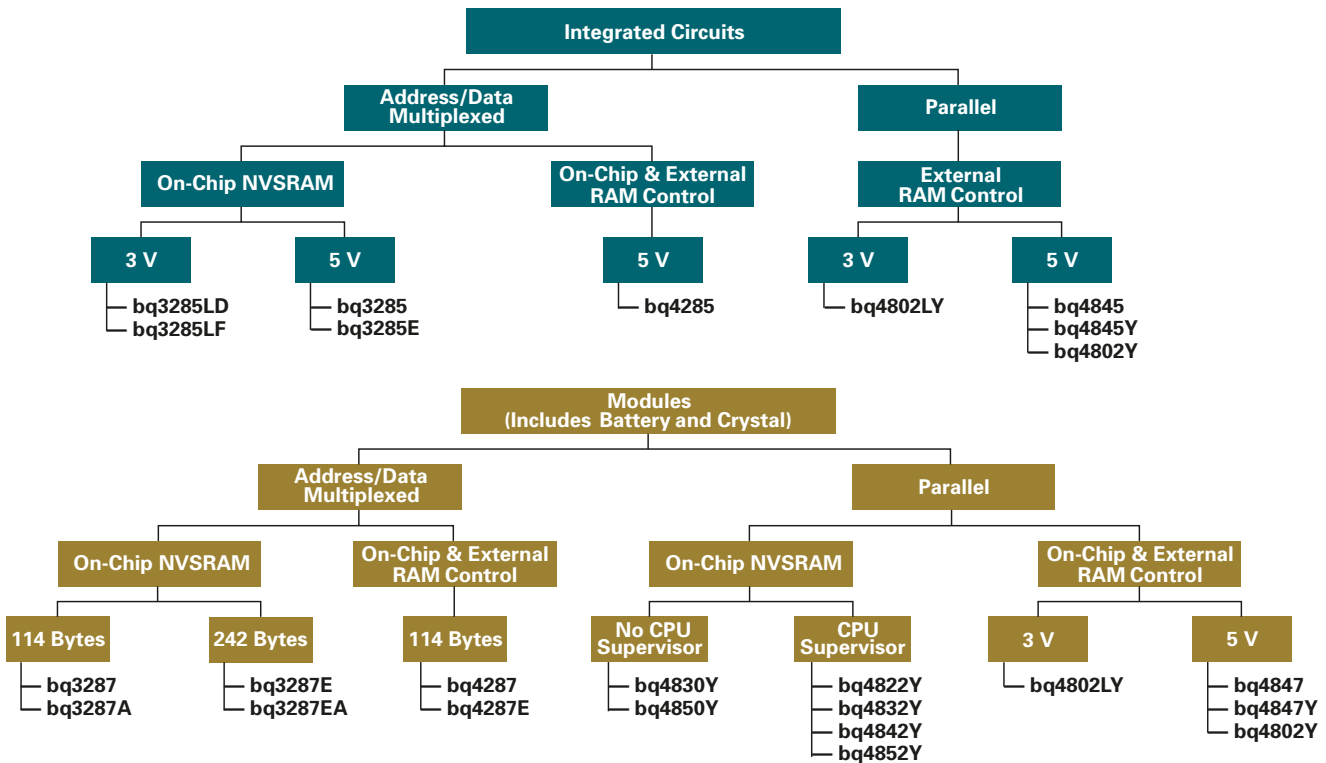 Integrated Circuits
Address/Data
Multiplexed
Parallel
On-Chip NVSRAM
On-Chip & External
RAM Control
External
RAM Control
3 V
5 V
5 V
3 V
5 V
bq3285LD
bq3285LF
bq3285
bq3285E
bq4285
bq4802LY
bq4845
bq4845Y
bq4802Y
Modules
(Includes Battery and Crystal)
Address/Data
Multiplexed
Parallel
On-Chip NVSRAM
On-Chip & External
RAM Control
On-Chip NVSRAM
On-Chip & External
RAM Control
114 Bytes
242 Bytes
114 Bytes
No CPU
Supervisor
CPU
Supervisor
3 V
5 V
bq3287
bq3287A
bq3287E
bq3287EA
bq4287
bq4287E
bq4830Y
bq4850Y
bq4822Y
bq4832Y
bq4842Y
bq4852Y
bq4802LY
bq4847
bq4847Y
bq4802Y